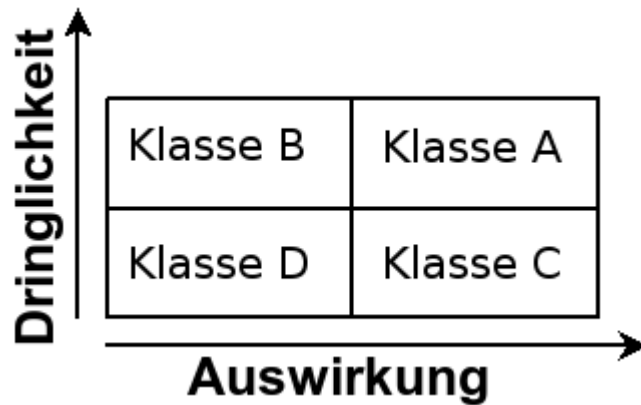 Dringlichkeit
Klasse B
Klasse A
Klasse D
Klasse C
Auswirkung